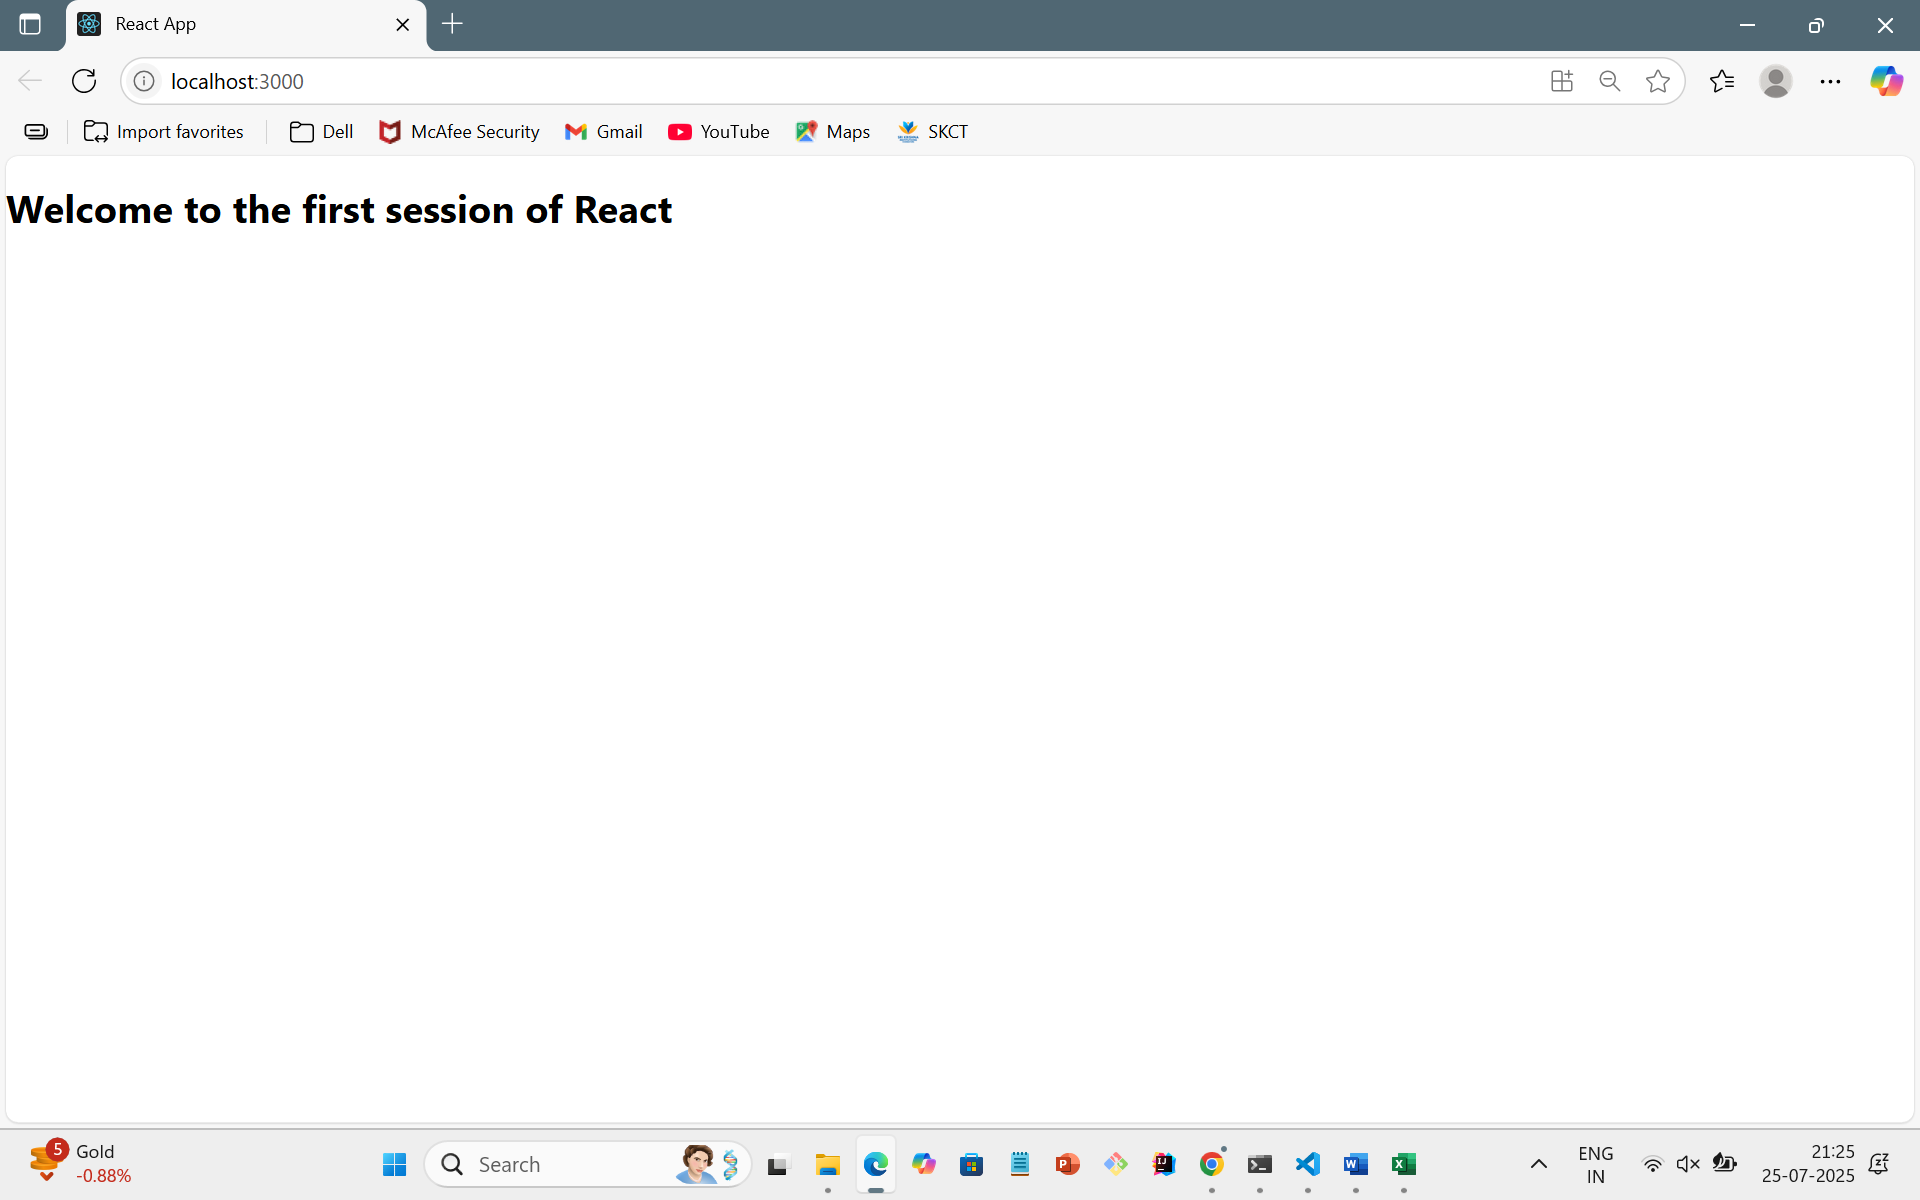 React App
localhost:3000
Import favorites
Dell
McAfee Security
Gmail
YouTube
Maps
SKCT
Welcome to the first session of React
5
Gold
-0.88%
Search
ENG
IN
21:25
25-07-2025